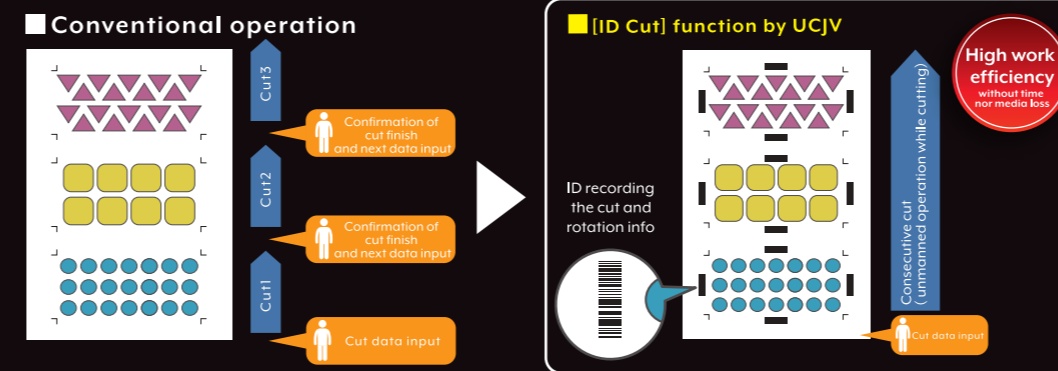 Conventional operation
Cut3
Confirmation of
cut finish
and next data input
Cut2
Confirmation of
cut finish
and next data input
Cut1
Cut data input
[ID Cut] function by UCJV
High work
efficiency
without time
nor media loss
ID recording
the cut and
rotation info
Consecutive cut
(unmanned operation while cutting)
Cut data input